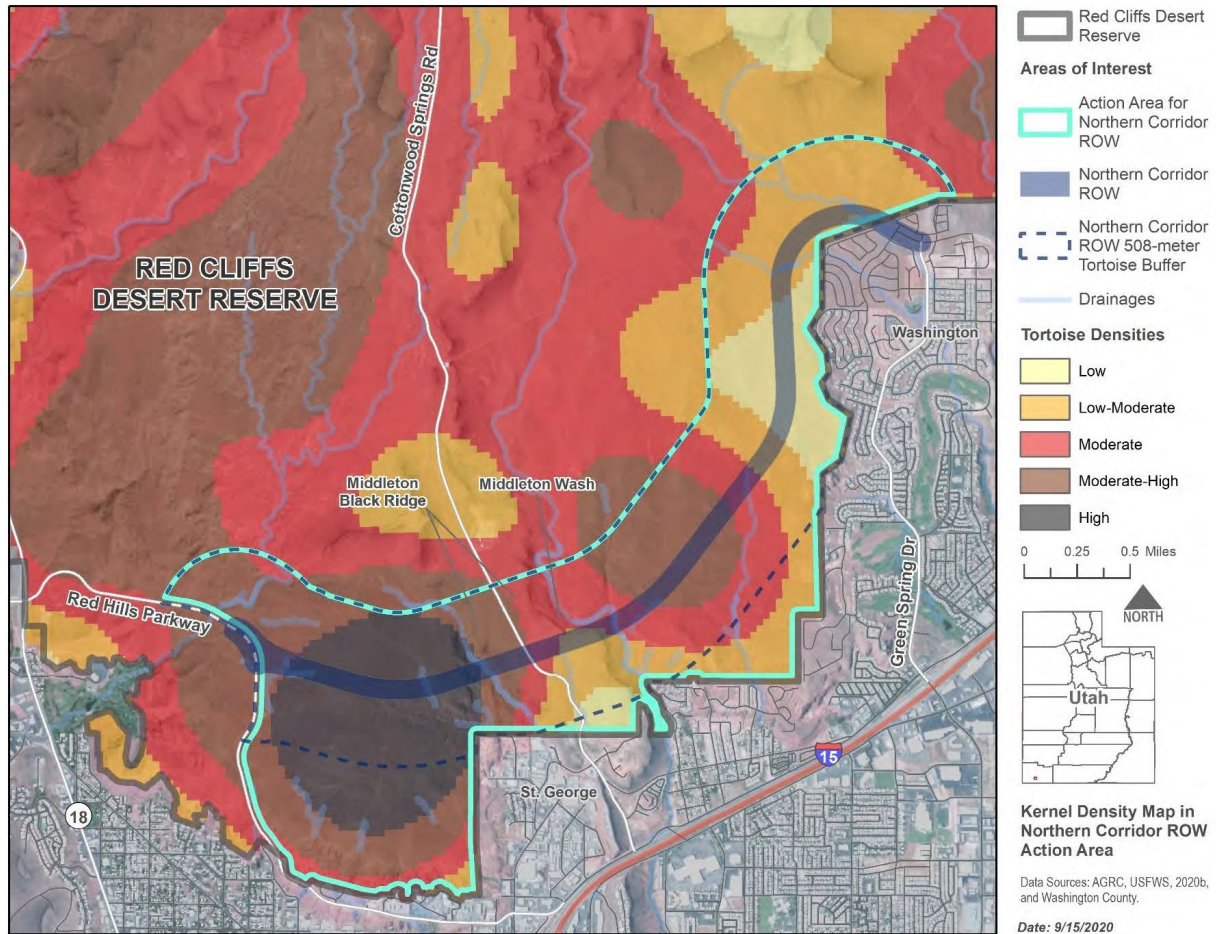 Cottonwood Springs Rd
RED CLIFFS
DESERT RESERVE
Washington
Middleton
Black Ridge
Middleton Wash
Green Spring Dr
Red Hills Parkway
St. George
15
18
Red Cliffs Desert
Reserve
Areas of Interest
Action Area for
Northern Corridor
ROW
Northern Corridor
ROW
Northern Corridor
ROW 508-meter
Tortoise Buffer
Drainages
Tortoise Densities
Low
Low-Moderate
Moderate
Moderate-High
High
0 0.25 0.5 Miles
NORTH
Utah
Kernel Density Map in
Northern Corridor ROW
Action Area
Data Sources: AGRC, USFWS, 2020b,
and Washington County.
Date: 9/15/2020